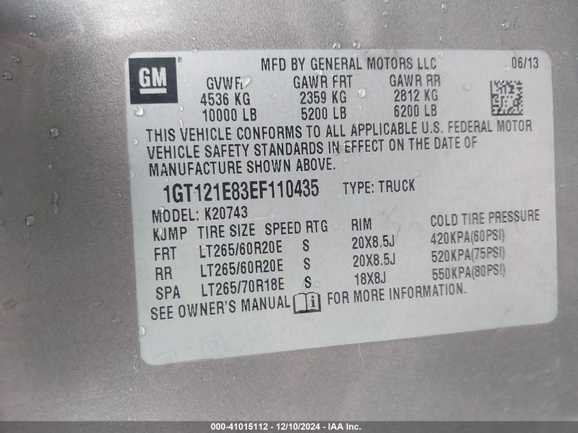 GM
MFD BY GENERAL MOTORS LLC 06/13
GVWR GAWR FRT GAWR RR
4536 KG 2359 KG 2812 KG
10000 LB 5200 LB 6200 LB
THIS VEHICLE CONFORMS TO ALL APPLICABLE U.S. FEDERAL MOTOR
VEHICLE SAFETY STANDARDS IN EFFECT ON THE DATE OF
MANUFACTURE SHOWN ABOVE.
1GT121E83EF110435 TYPE: TRUCK
MODEL: K20743
KJMP TIRE SIZE SPEED RTG RIM COLD TIRE PRESSURE
FRT LT265/60R20E S 20X8.5J 420KPA(60PSI)
RR LT265/60R20E S 20X8.5J 520KPA(75PSI)
SPA LT265/70R18E S 18X8J 550KPA(80PSI)
SEE OWNER'S MANUAL i FOR MORE INFORMATION.
000-41015112 - 12/10/2024 - IAA Inc.